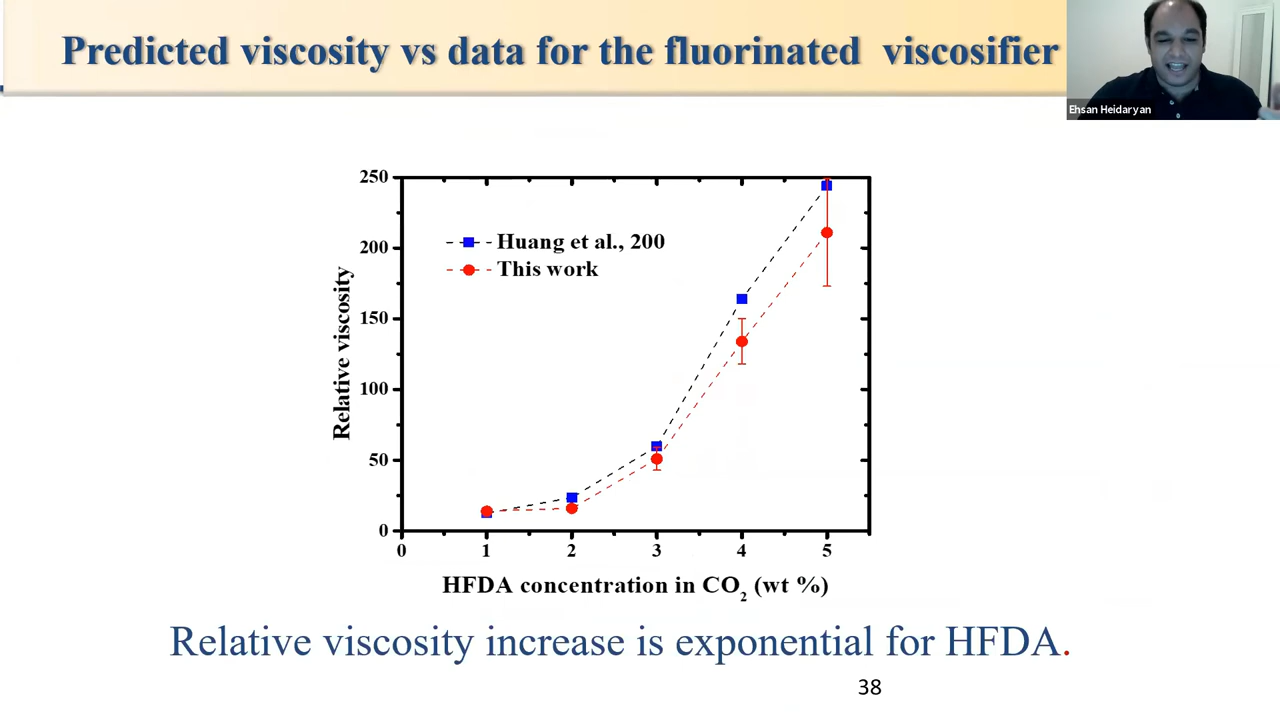 Predicted viscosity vs data for the fluorinated viscosifier
Ehsan Heidaryan
250
200
150
100
50
0
Relative viscosity
Huang et al., 200
This work
0 1 2 3 4 5
HFDA concentration in CO₂ (wt %)
Relative viscosity increase is exponential for HFDA.
38